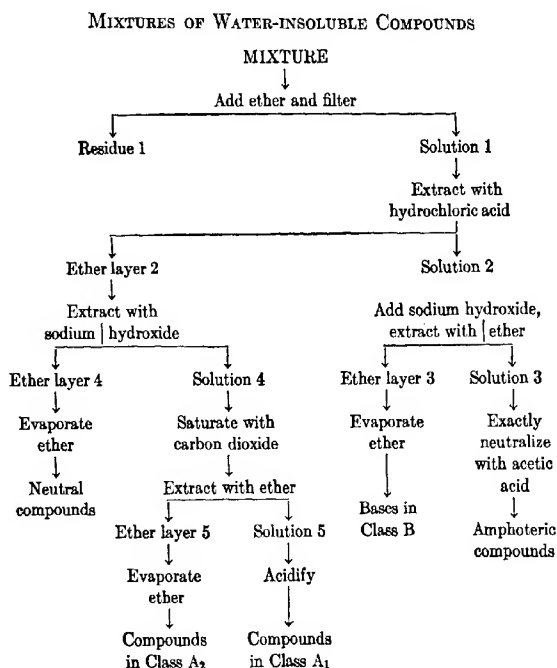 MIXTURES OF WATER-INSOLUBLE COMPOUNDS
MIXTURE
Add ether and filter
Residue 1
Solution 1
Extract with
hydrochloric acid
Ether layer 2
Solution 2
Extract with
sodium hydroxide
Add sodium hydroxide,
extract with ether
Ether layer 4
Solution 4
Ether layer 3
Solution 3
Evaporate
ether
Saturate with
carbon dioxide
Evaporate
ether
Exactly
neutralize
with acetic
acid
Neutral
compounds
Extract with ether
Bases in
Class B
Amphoteric
compounds
Ether layer 5
Solution 5
Evaporate
ether
Acidify
Compounds
in Class A₂
Compounds
in Class A₁